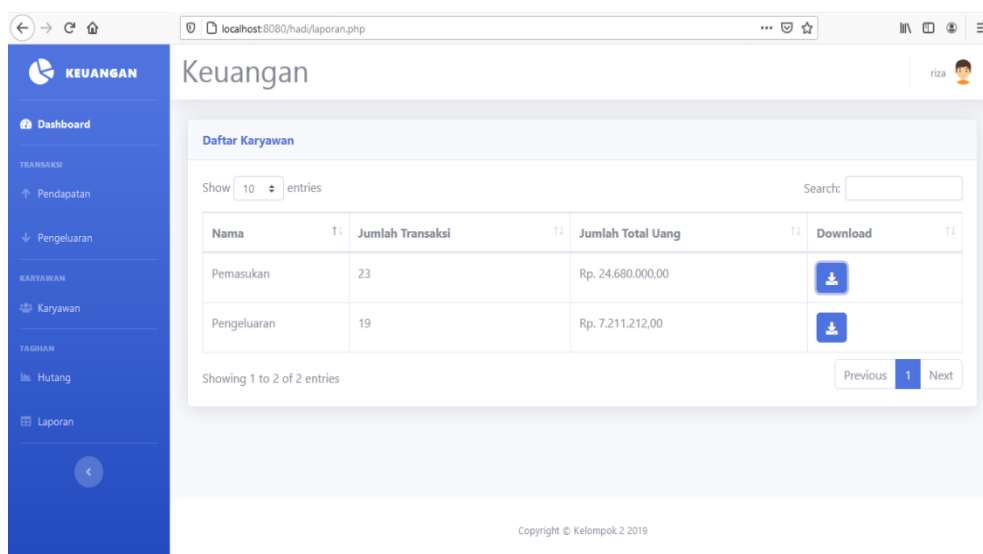 localhost:8080/hadi/laporan.php
KEUANGAN
Keuangan
riza
Dashboard
TRANSAKSI
Pendapatan
Pengeluaran
KARYAWAN
Karyawan
TAGIHAN
Hutang
Laporan
Daftar Karyawan
Show 10 entries
Search:
Nama Jumlah Transaksi Jumlah Total Uang Download
Pemasukan 23 Rp. 24.680.000,00
Pengeluaran 19 Rp. 7.211.212,00
Showing 1 to 2 of 2 entries
Previous 1 Next
Copyright © Kelompok 2 2019